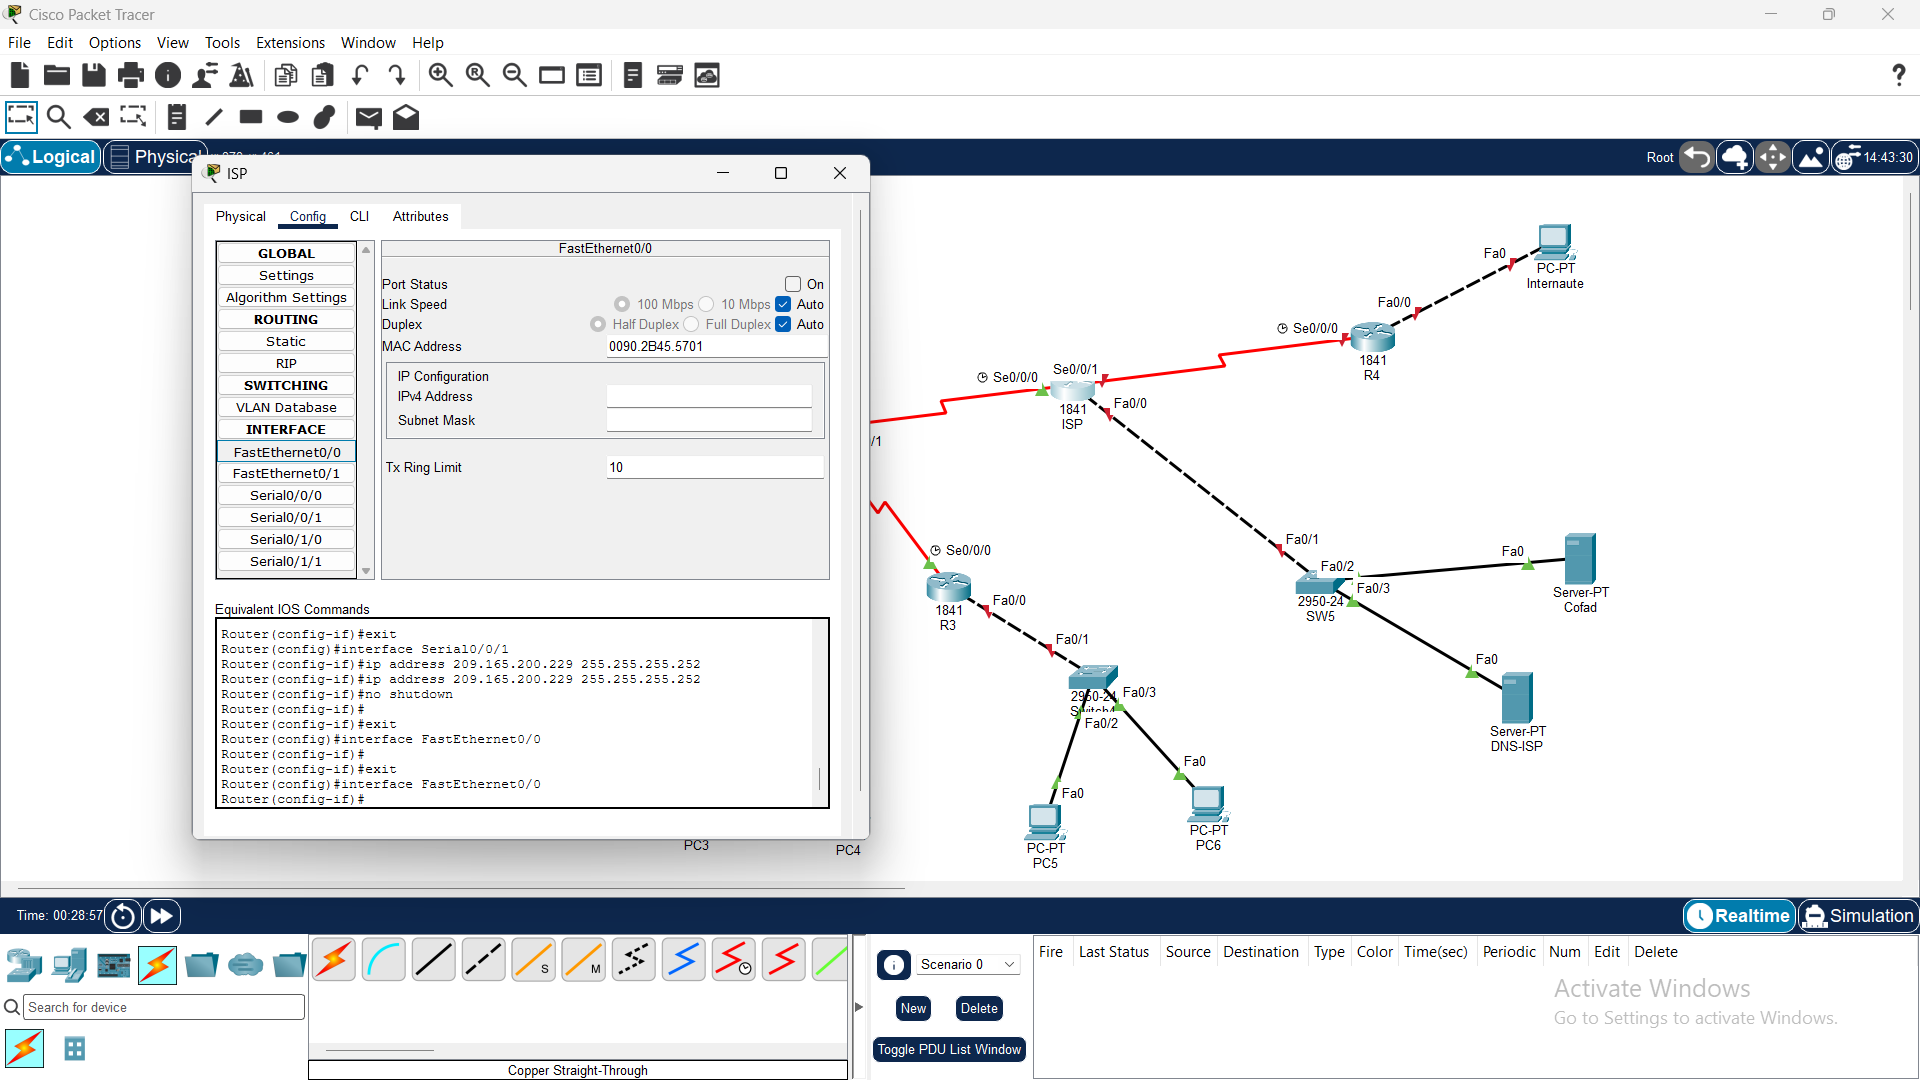 Cisco Packet Tracer
File Edit Options View Tools Extensions Window Help
Logical Physical
Root 14:43:30
ISP
Physical Config CLI Attributes
GLOBAL
Settings
Algorithm Settings
ROUTING
Static
RIP
SWITCHING
VLAN Database
INTERFACE
FastEthernet0/0
FastEthernet0/1
Serial0/0/0
Serial0/0/1
Serial0/1/0
Serial0/1/1
FastEthernet0/0
Port Status On
Link Speed 100 Mbps 10 Mbps Auto
Duplex Half Duplex Full Duplex Auto
MAC Address 0090.2B45.5701
IP Configuration
IPv4 Address
Subnet Mask
Tx Ring Limit 10
Equivalent IOS Commands
Router(config-if)#exit
Router(config)#interface Serial0/0/1
Router(config-if)#ip address 209.165.200.229 255.255.255.252
Router(config-if)#ip address 209.165.200.229 255.255.255.252
Router(config-if)#no shutdown
Router(config-if)#
Router(config-if)#exit
Router(config)#interface FastEthernet0/0
Router(config-if)#
Router(config-if)#exit
Router(config)#interface FastEthernet0/0
Router(config-if)#
Fa0
PC-PT
Internaute
Fa0/0
Se0/0/0
1841
R4
Se0/0/1
Se0/0/0
Fa0/0
1841
ISP
/1
Fa0/1
Fa0/2
Fa0/3
2950-24
SW5
Fa0
Server-PT
Cofad
Fa0
Server-PT
DNS-ISP
Se0/0/0
1841
R3
Fa0/0
Fa0/1
2950-24
Switch4
Fa0/3
Fa0/2
Fa0
PC-PT
PC6
Fa0
PC-PT
PC5
PC3
PC4
Time: 00:28:57
Realtime Simulation
S M
Search for device
Copper Straight-Through
Scenario 0
New Delete
Toggle PDU List Window
Fire Last Status Source Destination Type Color Time(sec) Periodic Num Edit Delete
Activate Windows
Go to Settings to activate Windows.